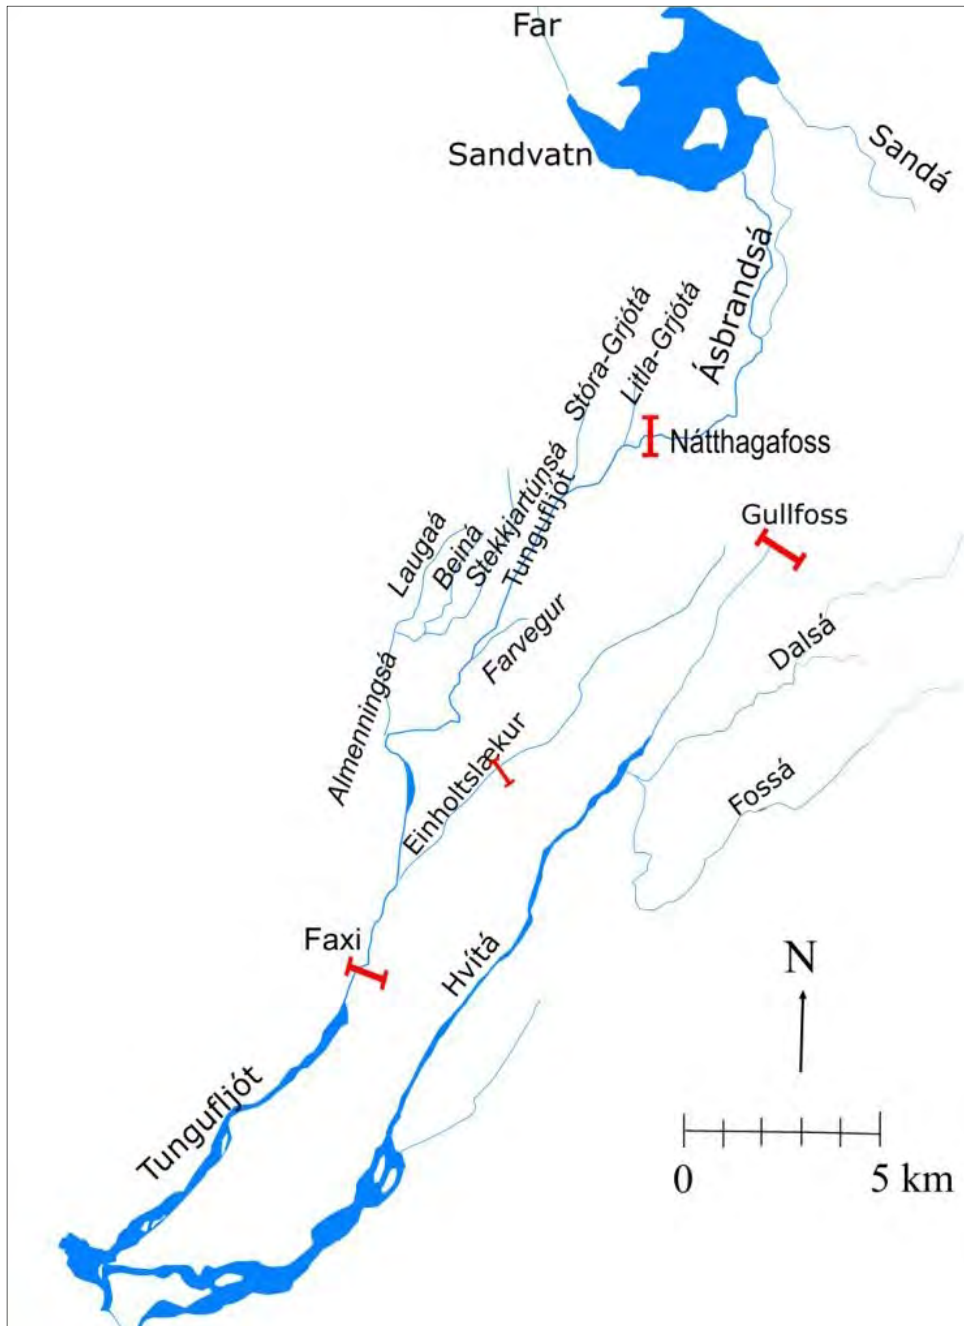 Far
Sandvatn
Sandá
Ásbrandsá
Stóra-Grjótá
Litla-Grjótá
Nátthagafoss
Stekkjartúnsá
Tungufljót
Gullfoss
Laugaá
Beiná
Farvegur
Dalsá
Almenningsá
Einholtslækur
Fossá
Faxi
Hvítá
N
Tungufljót
0 5 km